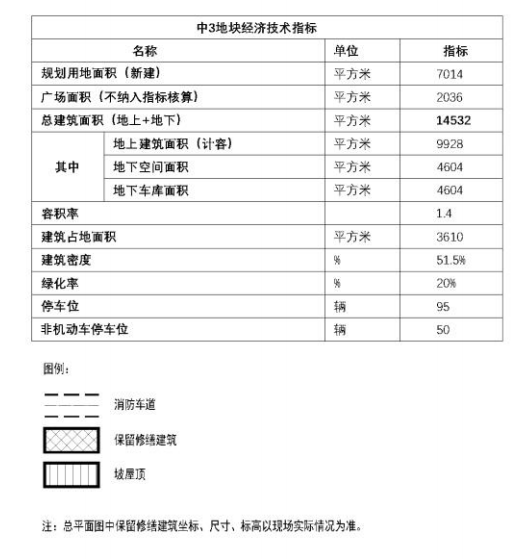 中3地块经济技术指标
名称 单位 指标
规划用地面积（新建） 平方米 7014
广场面积（不纳入指标核算） 平方米 2036
总建筑面积（地上+地下） 平方米 14532
其中 地上建筑面积（计容） 平方米 9928
地下空间面积 平方米 4604
地下车库面积 平方米 4604
容积率 1.4
建筑占地面积 平方米 3610
建筑密度 % 51.5%
绿化率 % 20%
停车位 辆 95
非机动车停车位 辆 50
图例：
消防车道
保留修缮建筑
坡屋顶
注：总平面图中保留修缮建筑坐标、尺寸、标高以现场实际情况为准。